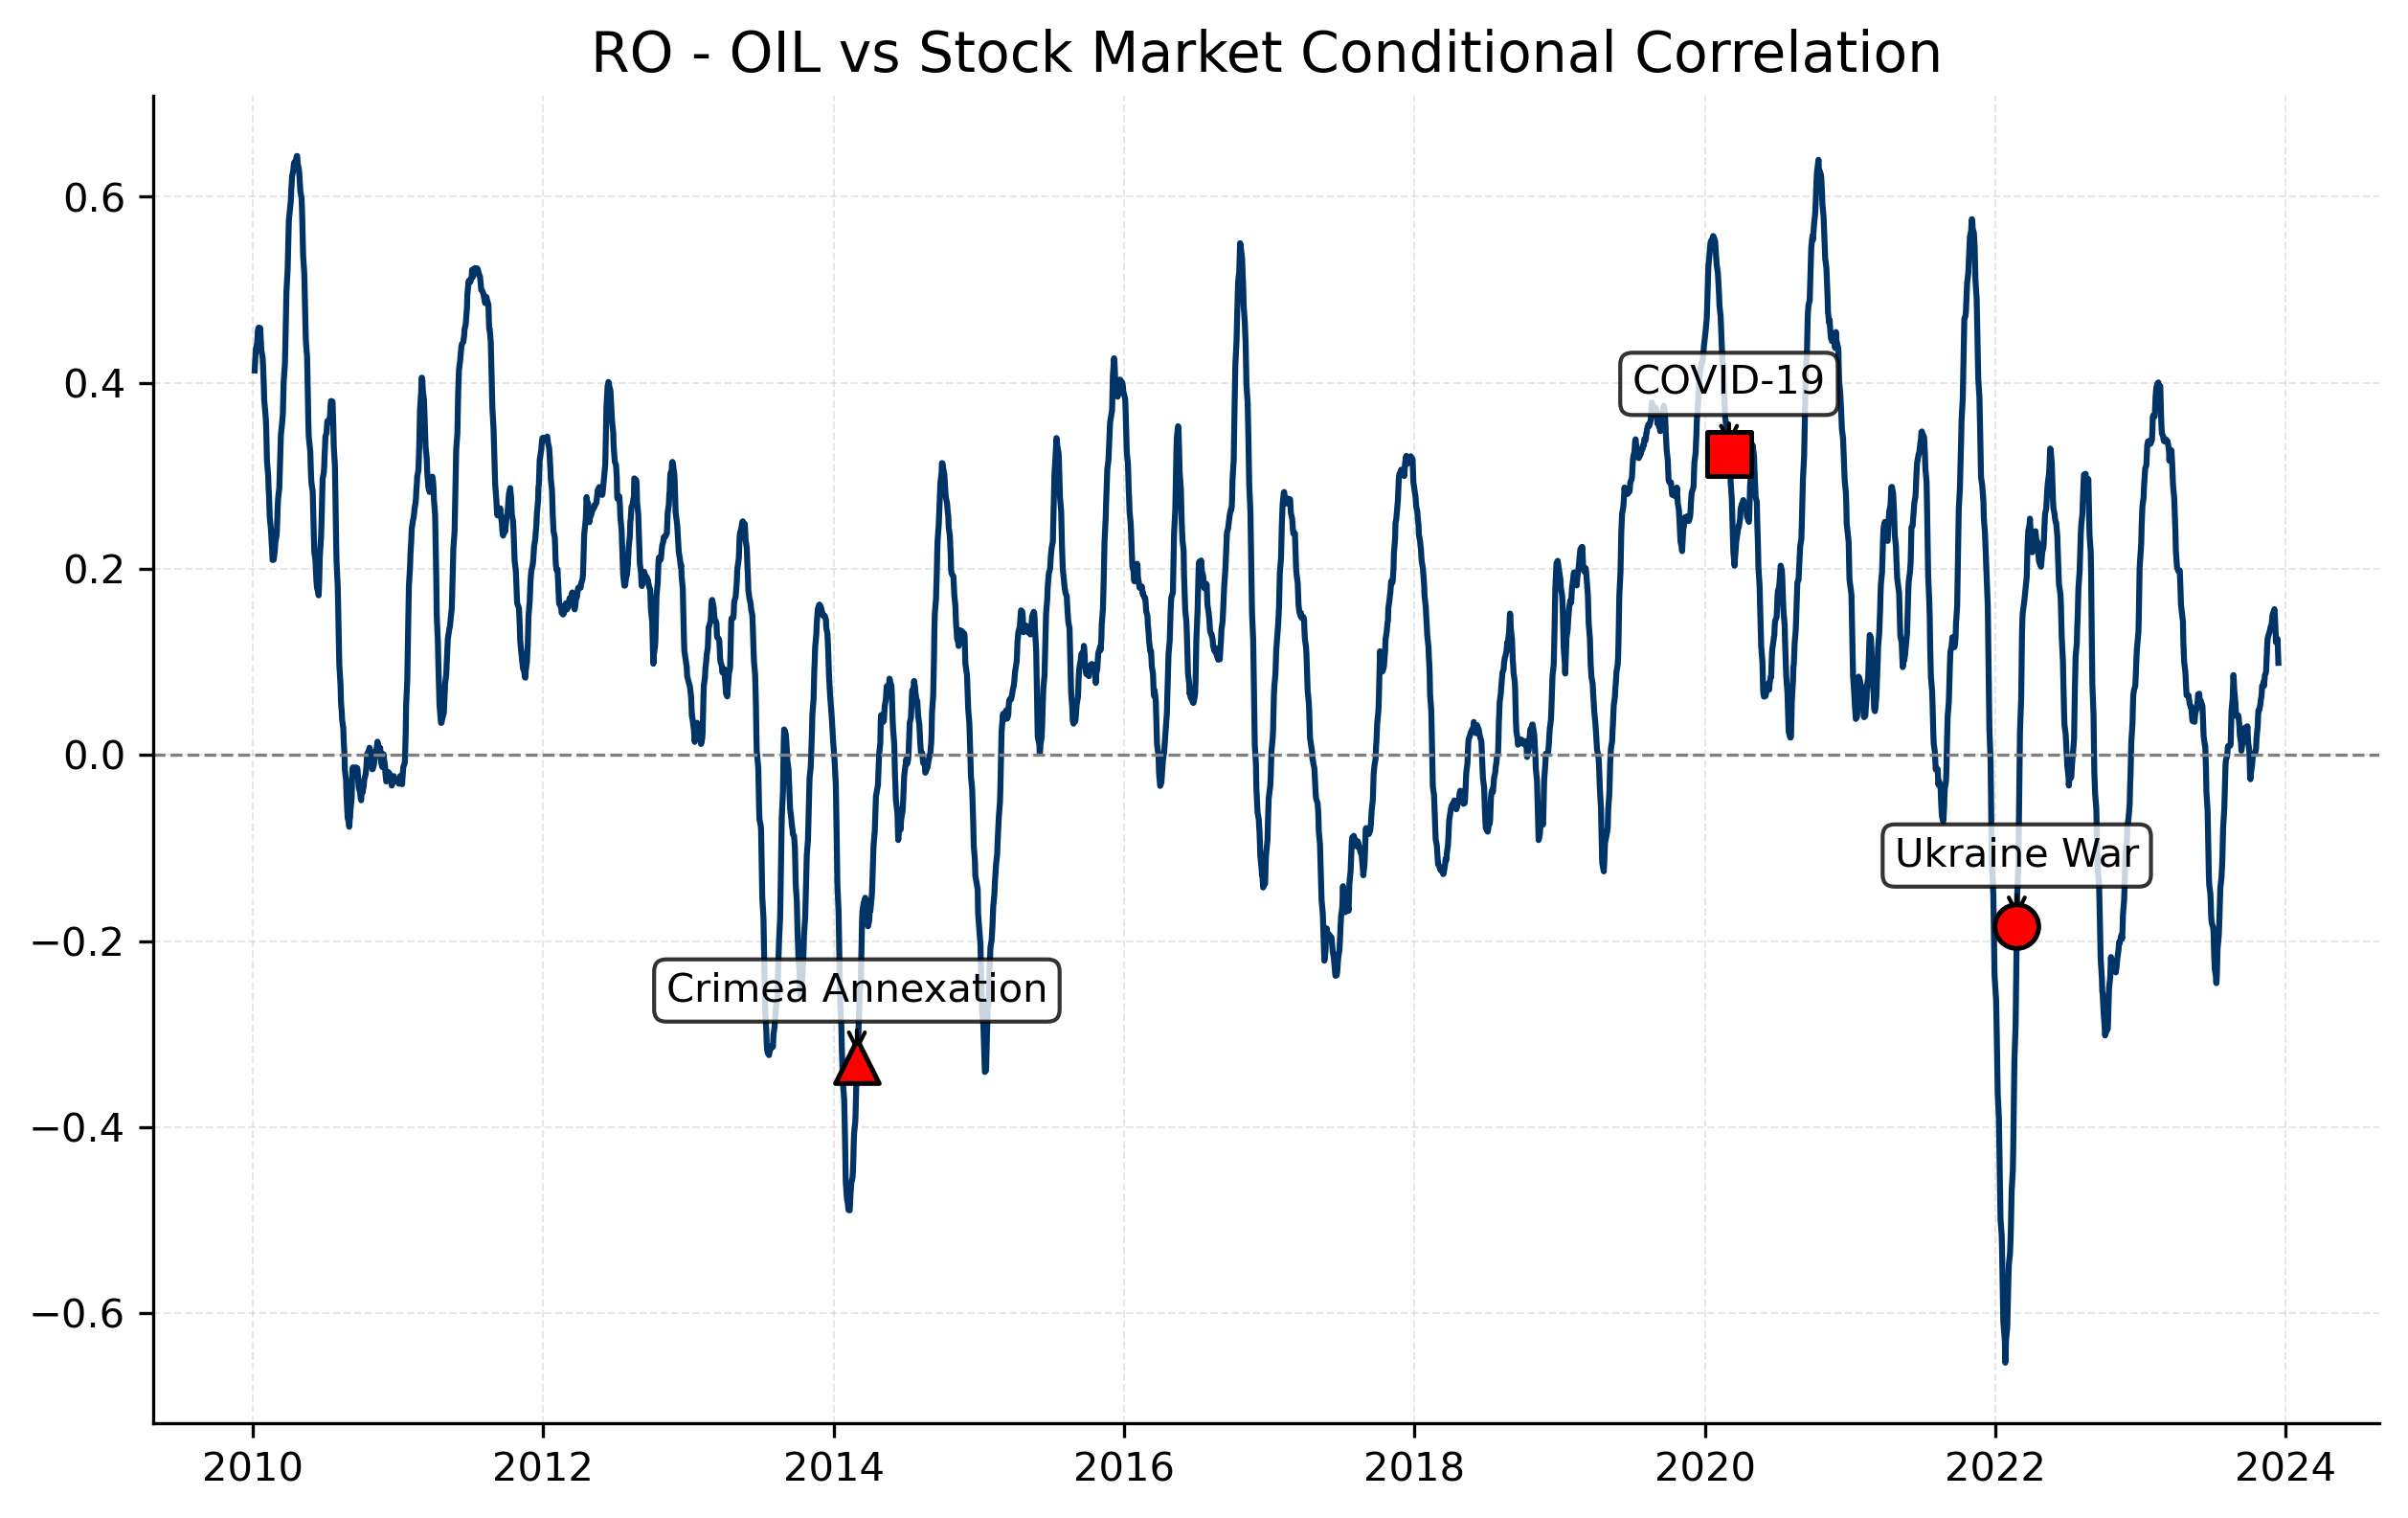 RO - OIL vs Stock Market Conditional Correlation
0.6
0.4
0.2
0.0
−0.2
−0.4
−0.6
COVID-19
Ukraine War
Crimea Annexation
2010 2012 2014 2016 2018 2020 2022 2024